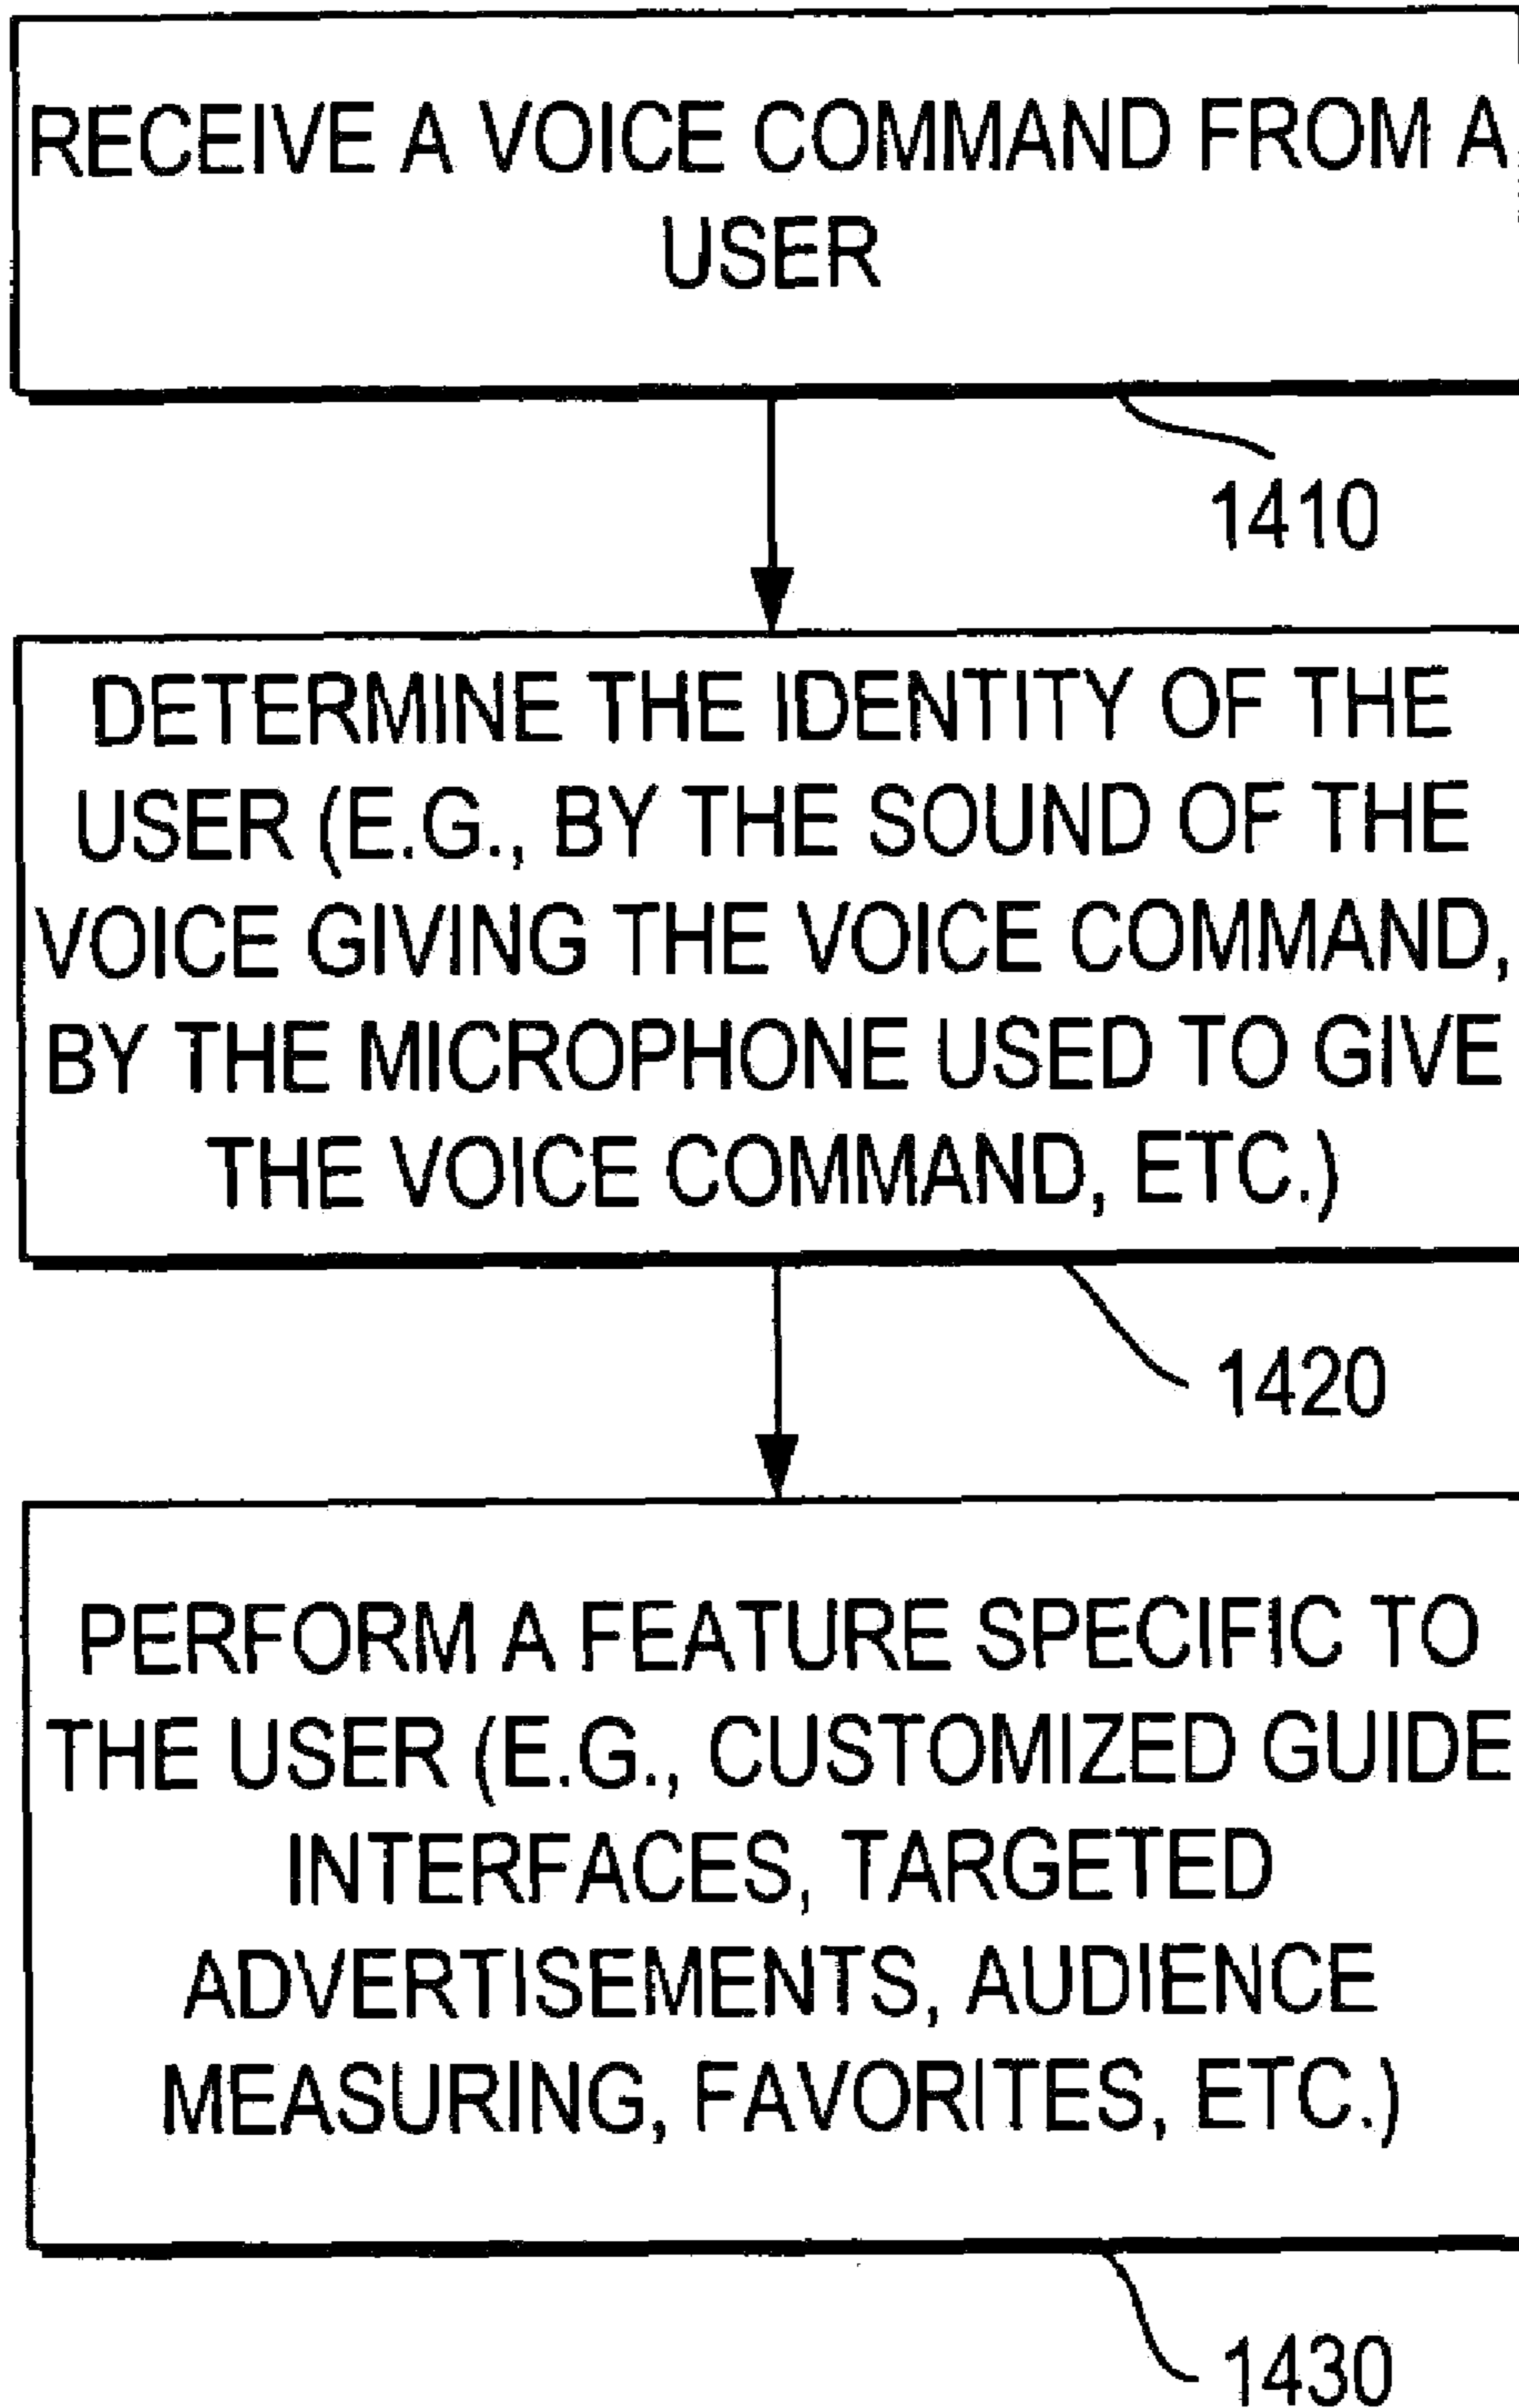 RECEIVE A VOICE COMMAND FROM A
USER
1410
DETERMINE THE IDENTITY OF THE
USER (E.G., BY THE SOUND OF THE
VOICE GIVING THE VOICE COMMAND,
BY THE MICROPHONE USED TO GIVE
THE VOICE COMMAND, ETC.)
1420
PERFORM A FEATURE SPECIFIC TO
THE USER (E.G., CUSTOMIZED GUIDE
INTERFACES, TARGETED
ADVERTISEMENTS, AUDIENCE
MEASURING, FAVORITES, ETC.)
1430